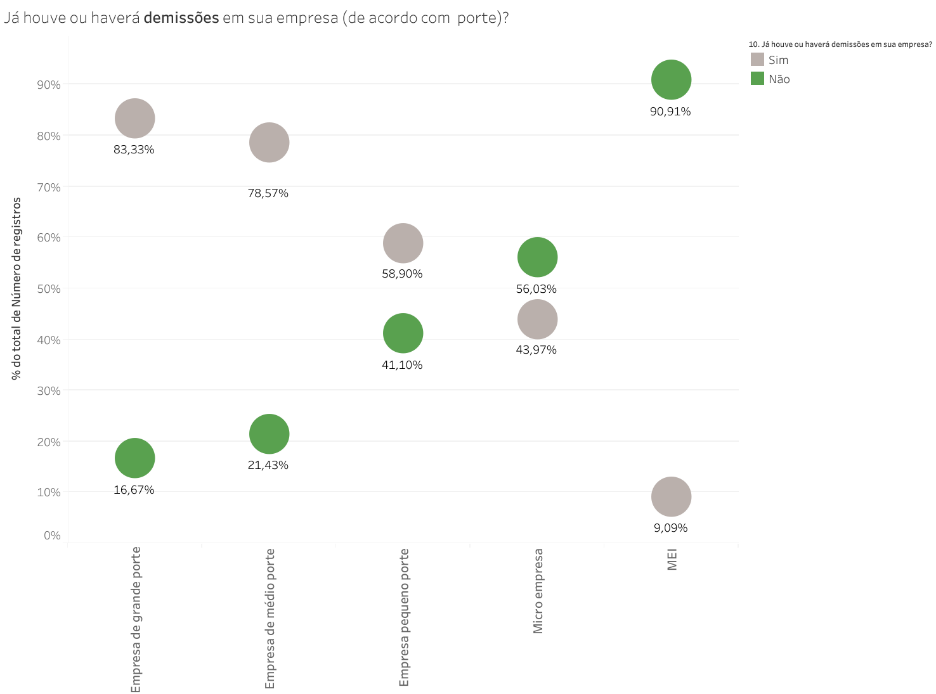 Já houve ou haverá demissões em sua empresa (de acordo com porte)?
10. Já houve ou haverá demissões em sua empresa?
Sim
Não
% do total de Número de registros
90%
80%
70%
60%
50%
40%
30%
20%
10%
0%
83,33%
16,67%
78,57%
21,43%
58,90%
41,10%
56,03%
43,97%
90,91%
9,09%
Empresa de grande porte
Empresa de médio porte
Empresa pequeno porte
Micro empresa
MEI